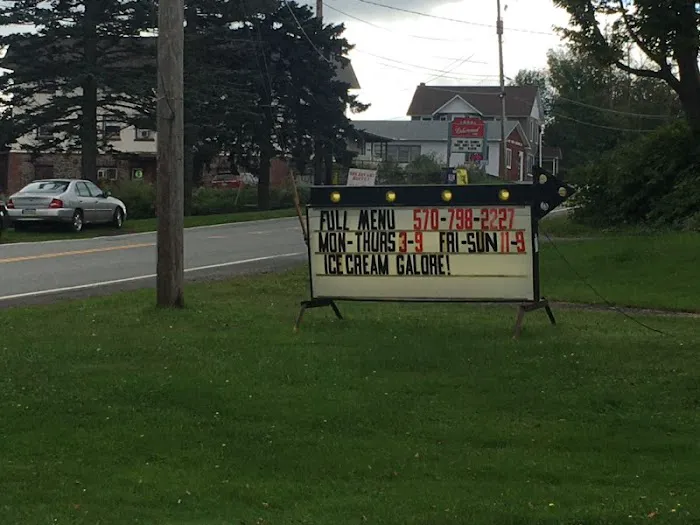 FULL MENU 570-798-2227
MON-THURS 3-9 FRI-SUN 11-9
ICE CREAM GALORE!